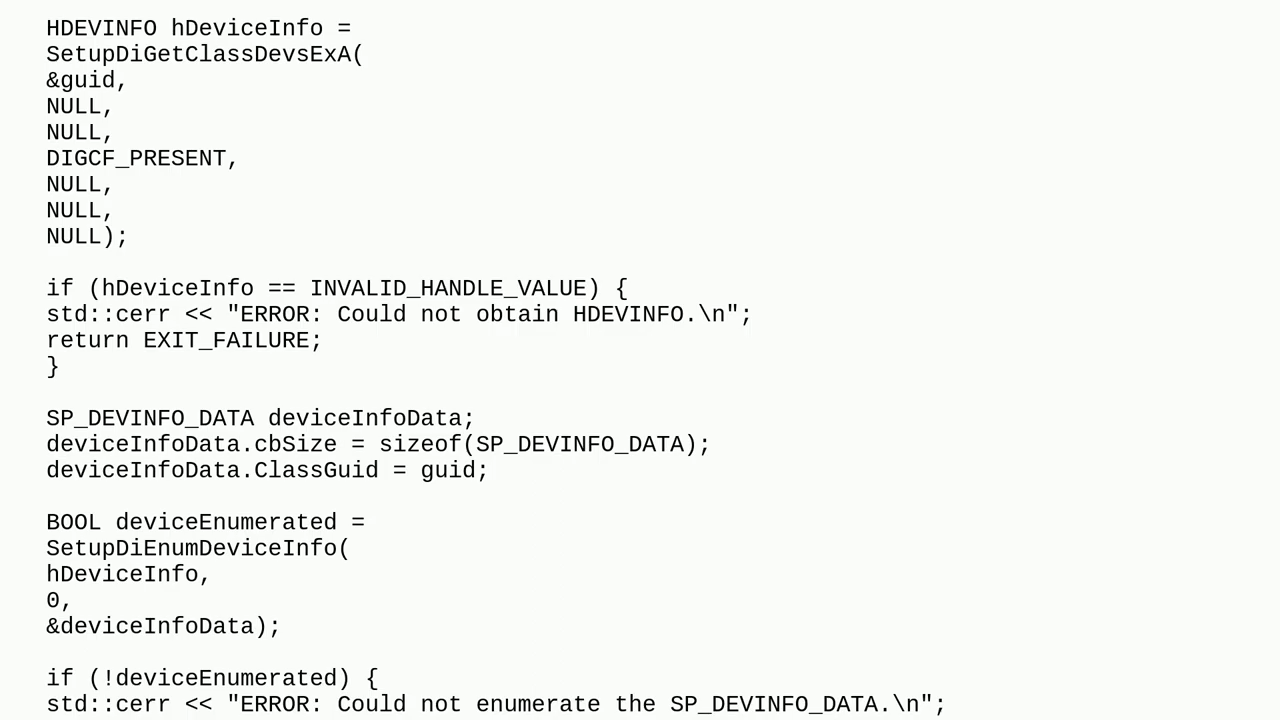 HDEVINFO hDeviceInfo =
SetupDiGetClassDevsExA(
&guid,
NULL,
NULL,
DIGCF_PRESENT,
NULL,
NULL,
NULL);

if (hDeviceInfo == INVALID_HANDLE_VALUE) {
std::cerr << "ERROR: Could not obtain HDEVINFO.\n";
return EXIT_FAILURE;
}

SP_DEVINFO_DATA deviceInfoData;
deviceInfoData.cbSize = sizeof(SP_DEVINFO_DATA);
deviceInfoData.ClassGuid = guid;

BOOL deviceEnumerated =
SetupDiEnumDeviceInfo(
hDeviceInfo,
0,
&deviceInfoData);

if (!deviceEnumerated) {
std::cerr << "ERROR: Could not enumerate the SP_DEVINFO_DATA.\n";